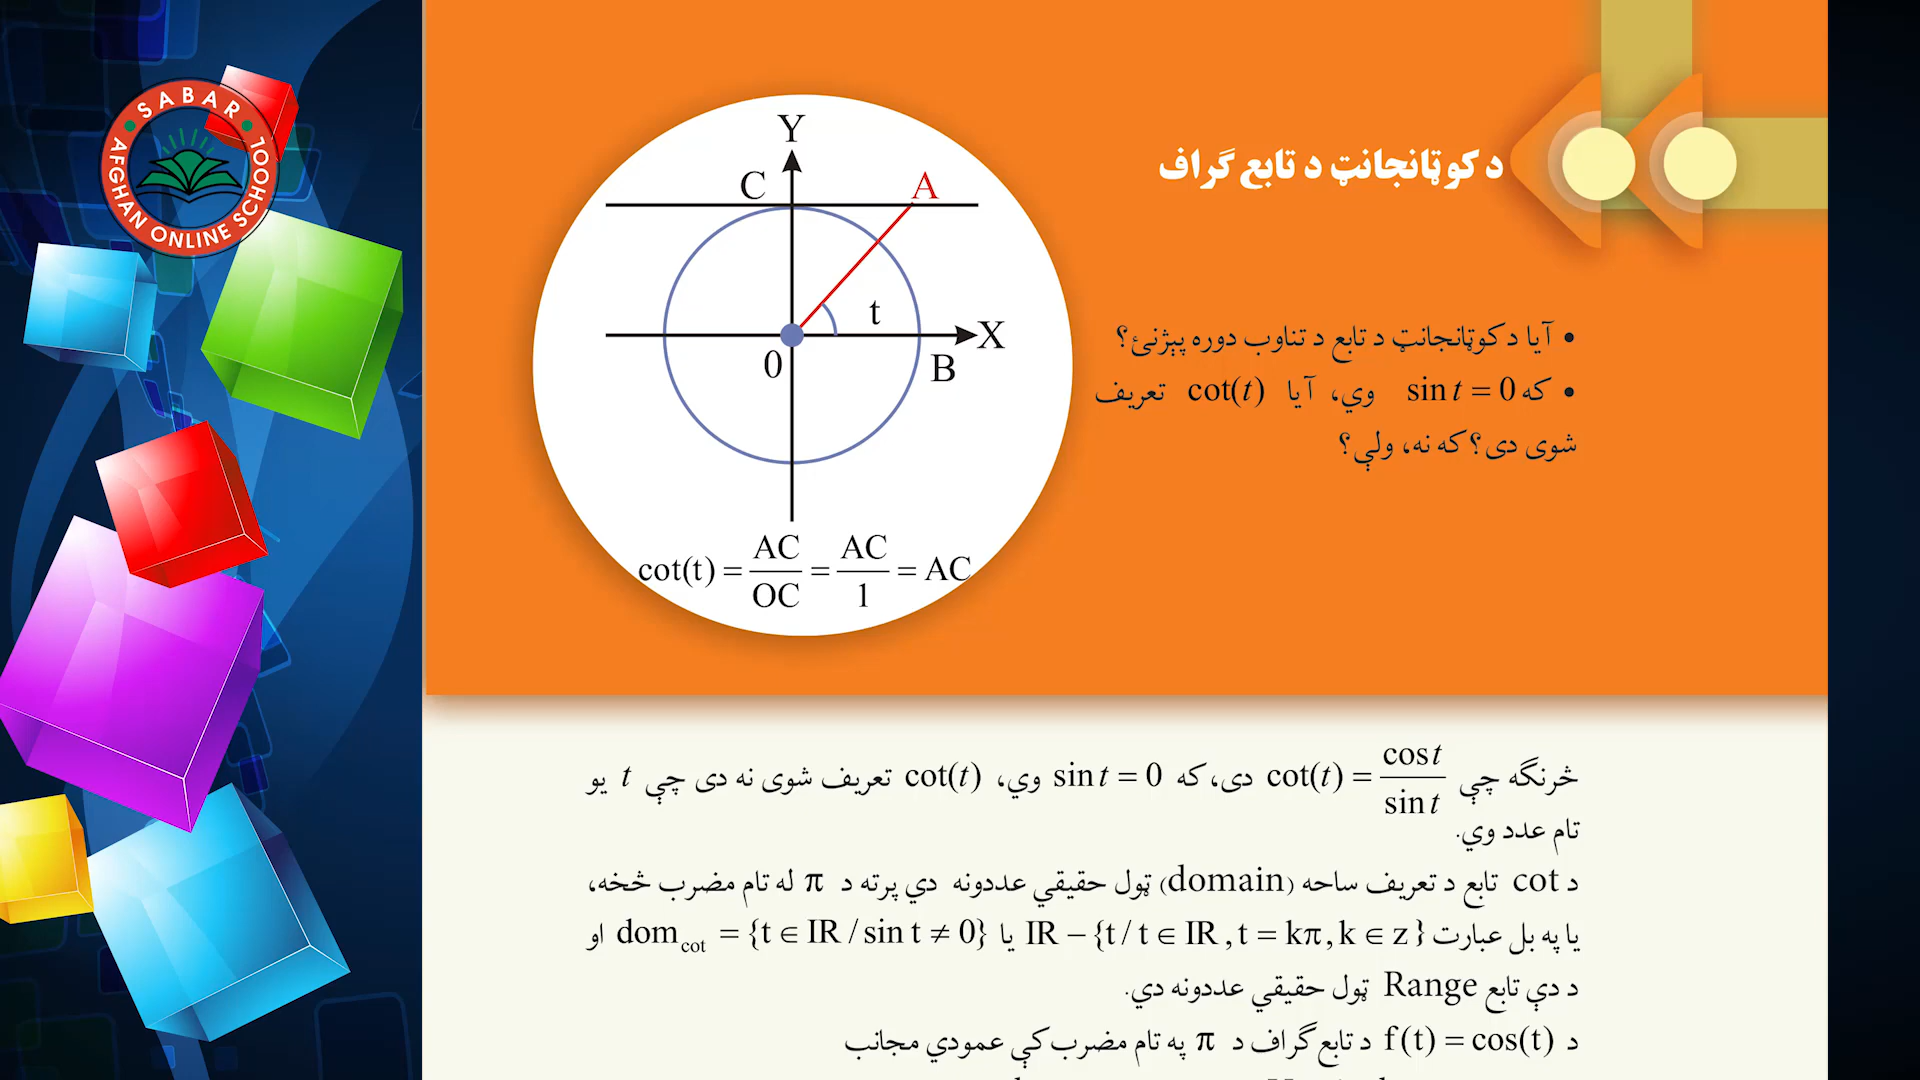 SABAR
AFGHAN ONLINE SCHOOL
د کوټانجانټ د تابع ګراف
Y
C
A
t
X
0
B
cot(t) = AC/OC = AC/1 = AC
• آیا د کوټانجانټ د تابع د تناوب دوره پېژنئ؟
• که sin t = 0 وي، آیا cot(t) تعریف
شوی دی؟ که نه، ولې؟
څرنګه چې cot(t) = cos t / sin t دی، که sin t = 0 وي، cot(t) تعریف شوی نه دی چې t یو
تام عدد وي.
د cot تابع د تعریف ساحه (domain) ټول حقیقي عددونه دي پرته د π له تام مضرب څخه،
یا په بل عبارت IR − {t / t ∈ IR , t = kπ, k ∈ z} یا dom_cot = {t ∈ IR / sin t ≠ 0} او
د دې تابع Range ټول حقیقي عددونه دي.
د f(t) = cos(t) د تابع ګراف د π په تام مضرب کې عمودي مجانب